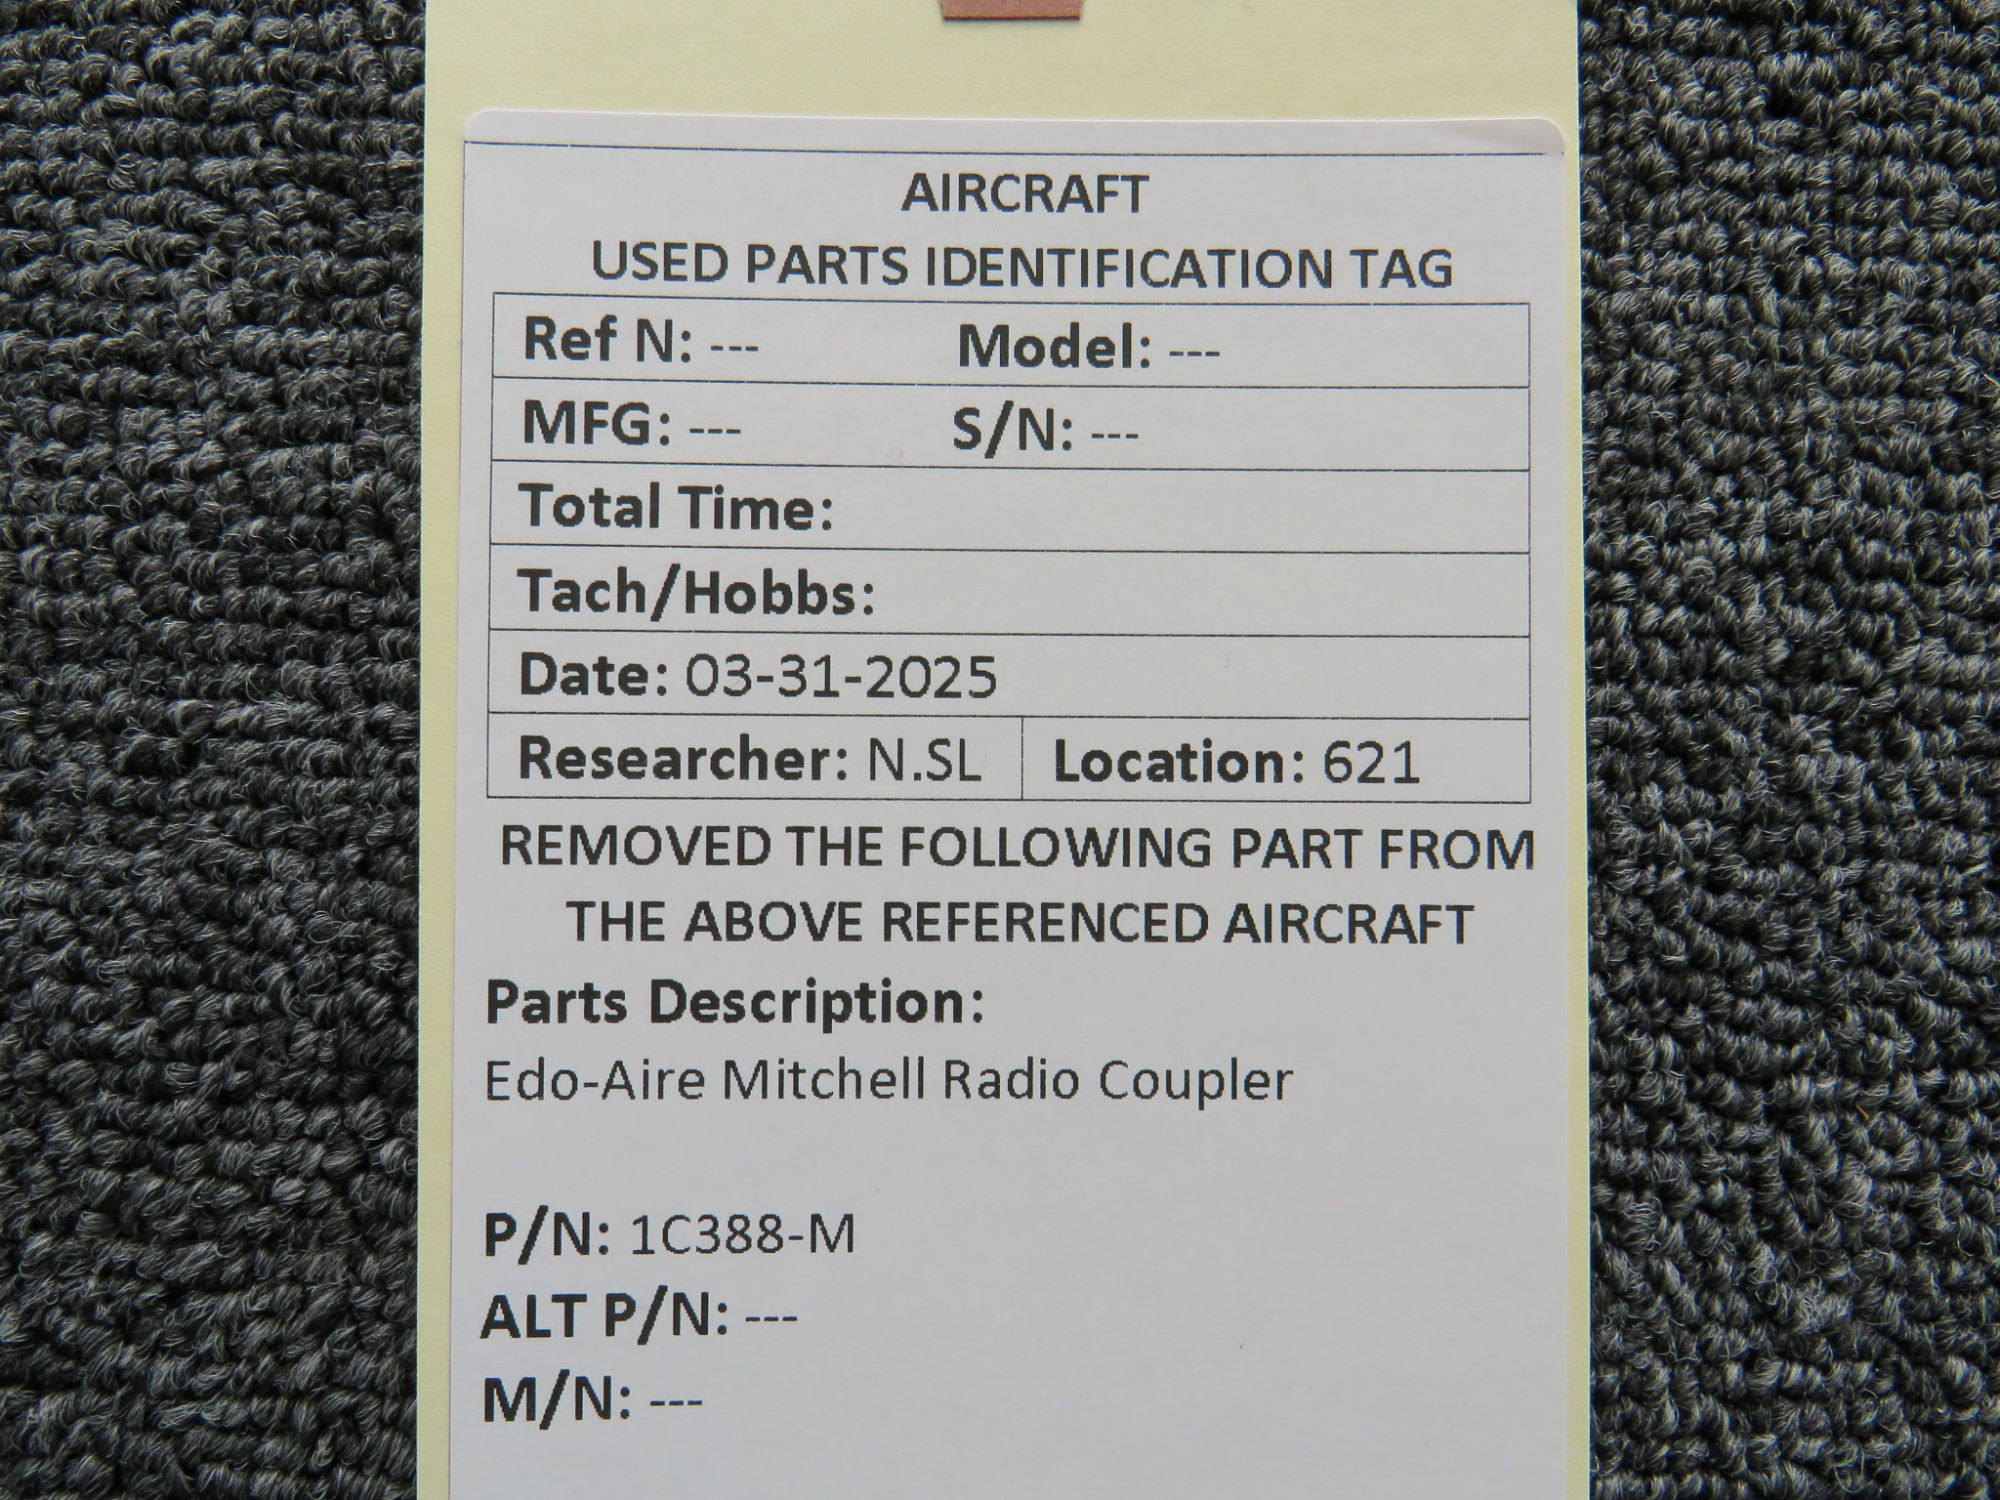 AIRCRAFT
USED PARTS IDENTIFICATION TAG
Ref N: --- Model: ---
MFG: --- S/N: ---
Total Time:
Tach/Hobbs:
Date: 03-31-2025
Researcher: N.SL Location: 621
REMOVED THE FOLLOWING PART FROM
THE ABOVE REFERENCED AIRCRAFT
Parts Description:
Edo-Aire Mitchell Radio Coupler
P/N: 1C388-M
ALT P/N: ---
M/N: ---